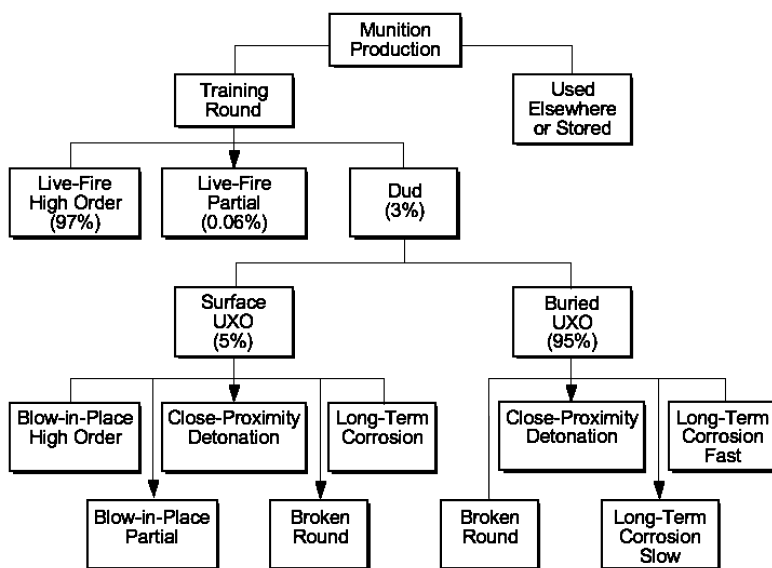 Munition
Production
Training
Round
Used
Elsewhere
or Stored
Live-Fire
High Order
(97%)
Live-Fire
Partial
(0.06%)
Dud
(3%)
Surface
UXO
(5%)
Buried
UXO
(95%)
Blow-in-Place
High Order
Close-Proximity
Detonation
Long-Term
Corrosion
Close-Proximity
Detonation
Long-Term
Corrosion
Fast
Blow-in-Place
Partial
Broken
Round
Broken
Round
Long-Term
Corrosion
Slow